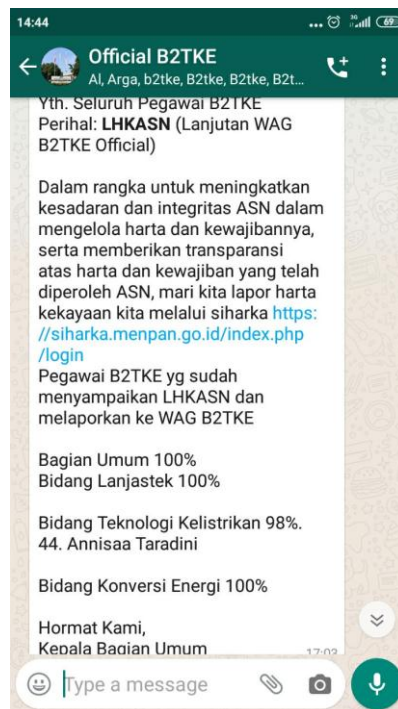 14:44
... 3G 69
Official B2TKE
Al, Arga, b2tke, B2tke, B2tke, B2t...
Yth. Seluruh Pegawai B2TKE
Perihal: LHKASN (Lanjutan WAG
B2TKE Official)
Dalam rangka untuk meningkatkan
kesadaran dan integritas ASN dalam
mengelola harta dan kewajibannya,
serta memberikan transparansi
atas harta dan kewajiban yang telah
diperoleh ASN, mari kita lapor harta
kekayaan kita melalui siharka https:
//siharka.menpan.go.id/index.php
/login
Pegawai B2TKE yg sudah
menyampaikan LHKASN dan
melaporkan ke WAG B2TKE
Bagian Umum 100%
Bidang Lanjastek 100%
Bidang Teknologi Kelistrikan 98%.
44. Annisaa Taradini
Bidang Konversi Energi 100%
Hormat Kami,
Kepala Bagian Umum
17:03
Type a message